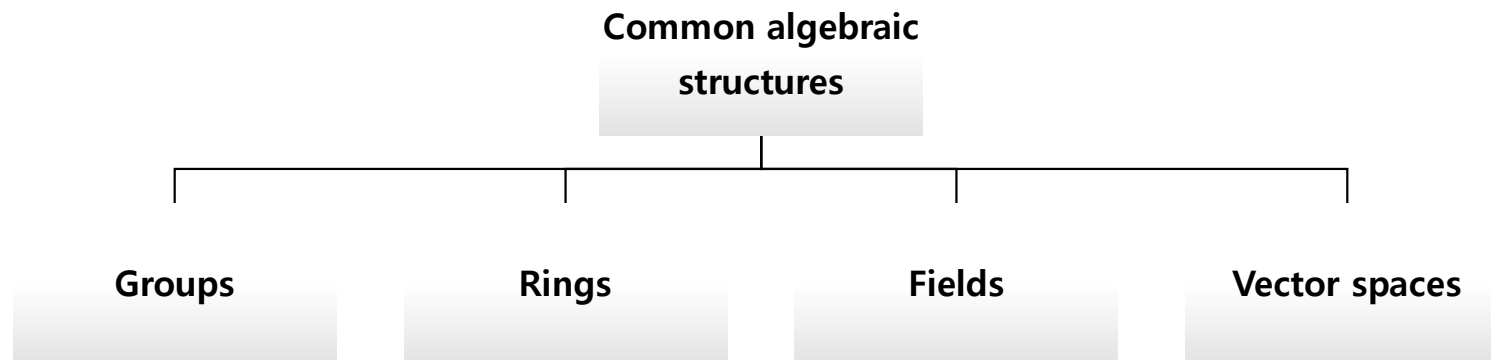 Common algebraic
structures
Groups
Rings
Fields
Vector spaces